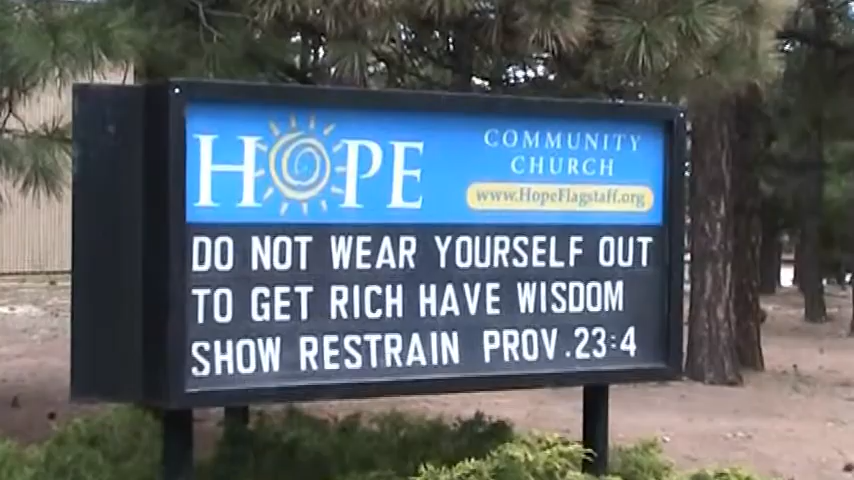 HOPE
COMMUNITY
CHURCH
www.HopeFlagstaff.org
DO NOT WEAR YOURSELF OUT
TO GET RICH HAVE WISDOM
SHOW RESTRAIN PROV.23:4